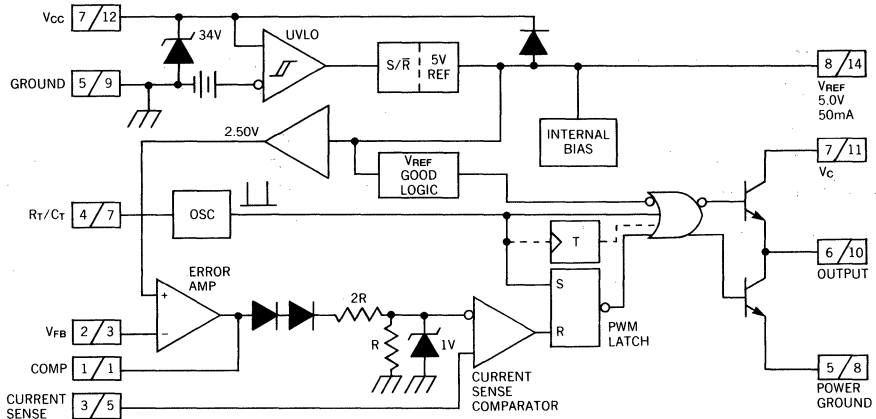 VCC 7/12
34V
UVLO
S/R̅ 5V REF
8/14
VREF
5.0V
50mA
GROUND 5/9
2.50V
INTERNAL
BIAS
7/11
VC
VREF
GOOD
LOGIC
RT/CT 4/7
OSC
T
6/10
OUTPUT
ERROR
AMP
+
−
2R
S
R
PWM
LATCH
VFB 2/3
R
1V
COMP 1/1
CURRENT
SENSE
COMPARATOR
5/8
POWER
GROUND
CURRENT
SENSE 3/5